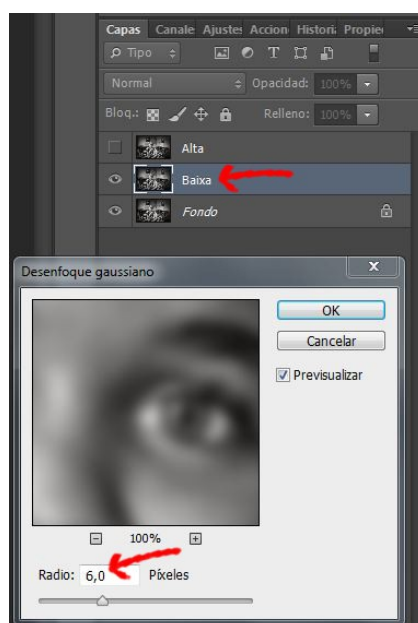 Capas Canale Ajuste: Accion Histori: Propie
Tipo
Normal Opacidad: 100%
Bloq.: Relleno: 100%
Alta
Baixa
Fondo
Desenfoque gaussiano
OK
Cancelar
Previsualizar
100%
Radio: 6,0 Píxeles